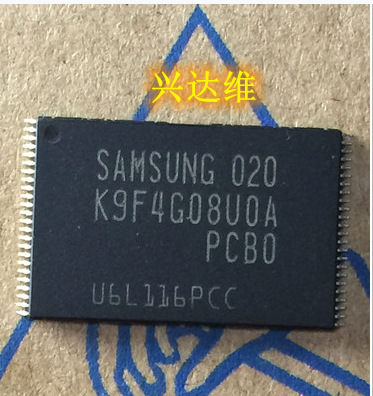 兴达维
SAMSUNG 020
K9F4G08U0A
PCB0
U6L116PCC